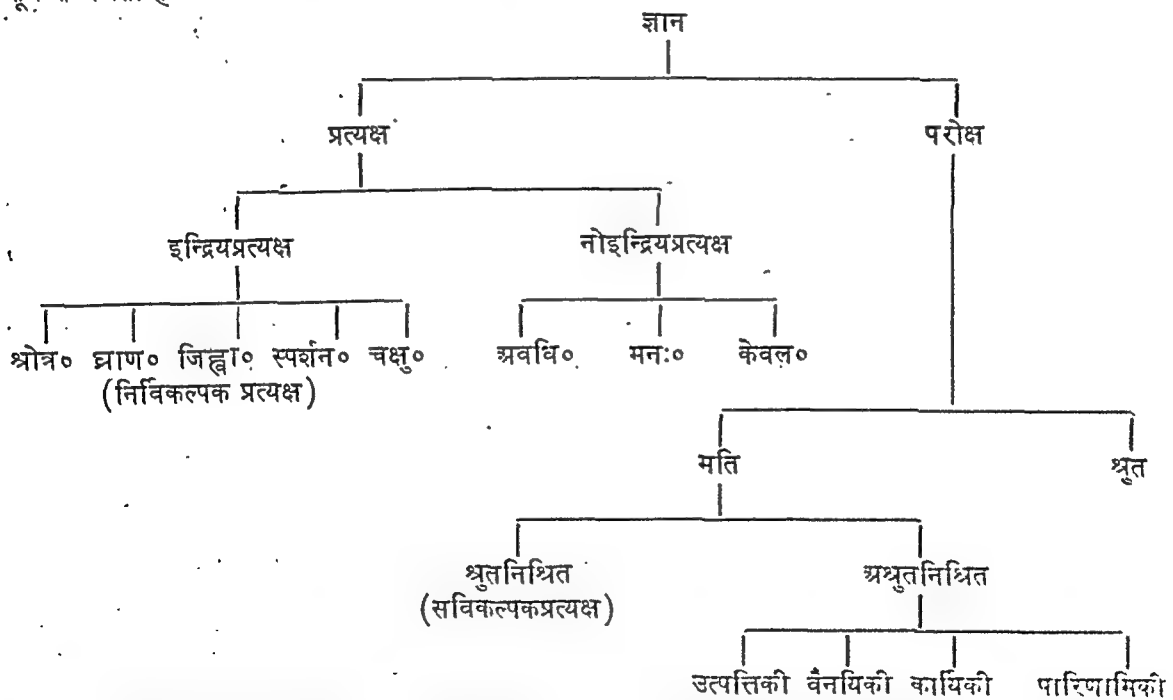 ज्ञान
प्रत्यक्ष परोक्ष
इन्द्रियप्रत्यक्ष नोइन्द्रियप्रत्यक्ष
श्रोत्र० घ्राण० जिह्वा० स्पर्शन० चक्षु० अवधि० मनः० केवल०
(निर्विकल्पक प्रत्यक्ष)
मति श्रुत
श्रुतनिश्रित अश्रुतनिश्रित
(सविकल्पकप्रत्यक्ष)
उत्पत्तिकी वैनयिकी कायिकी पारिणामिकी